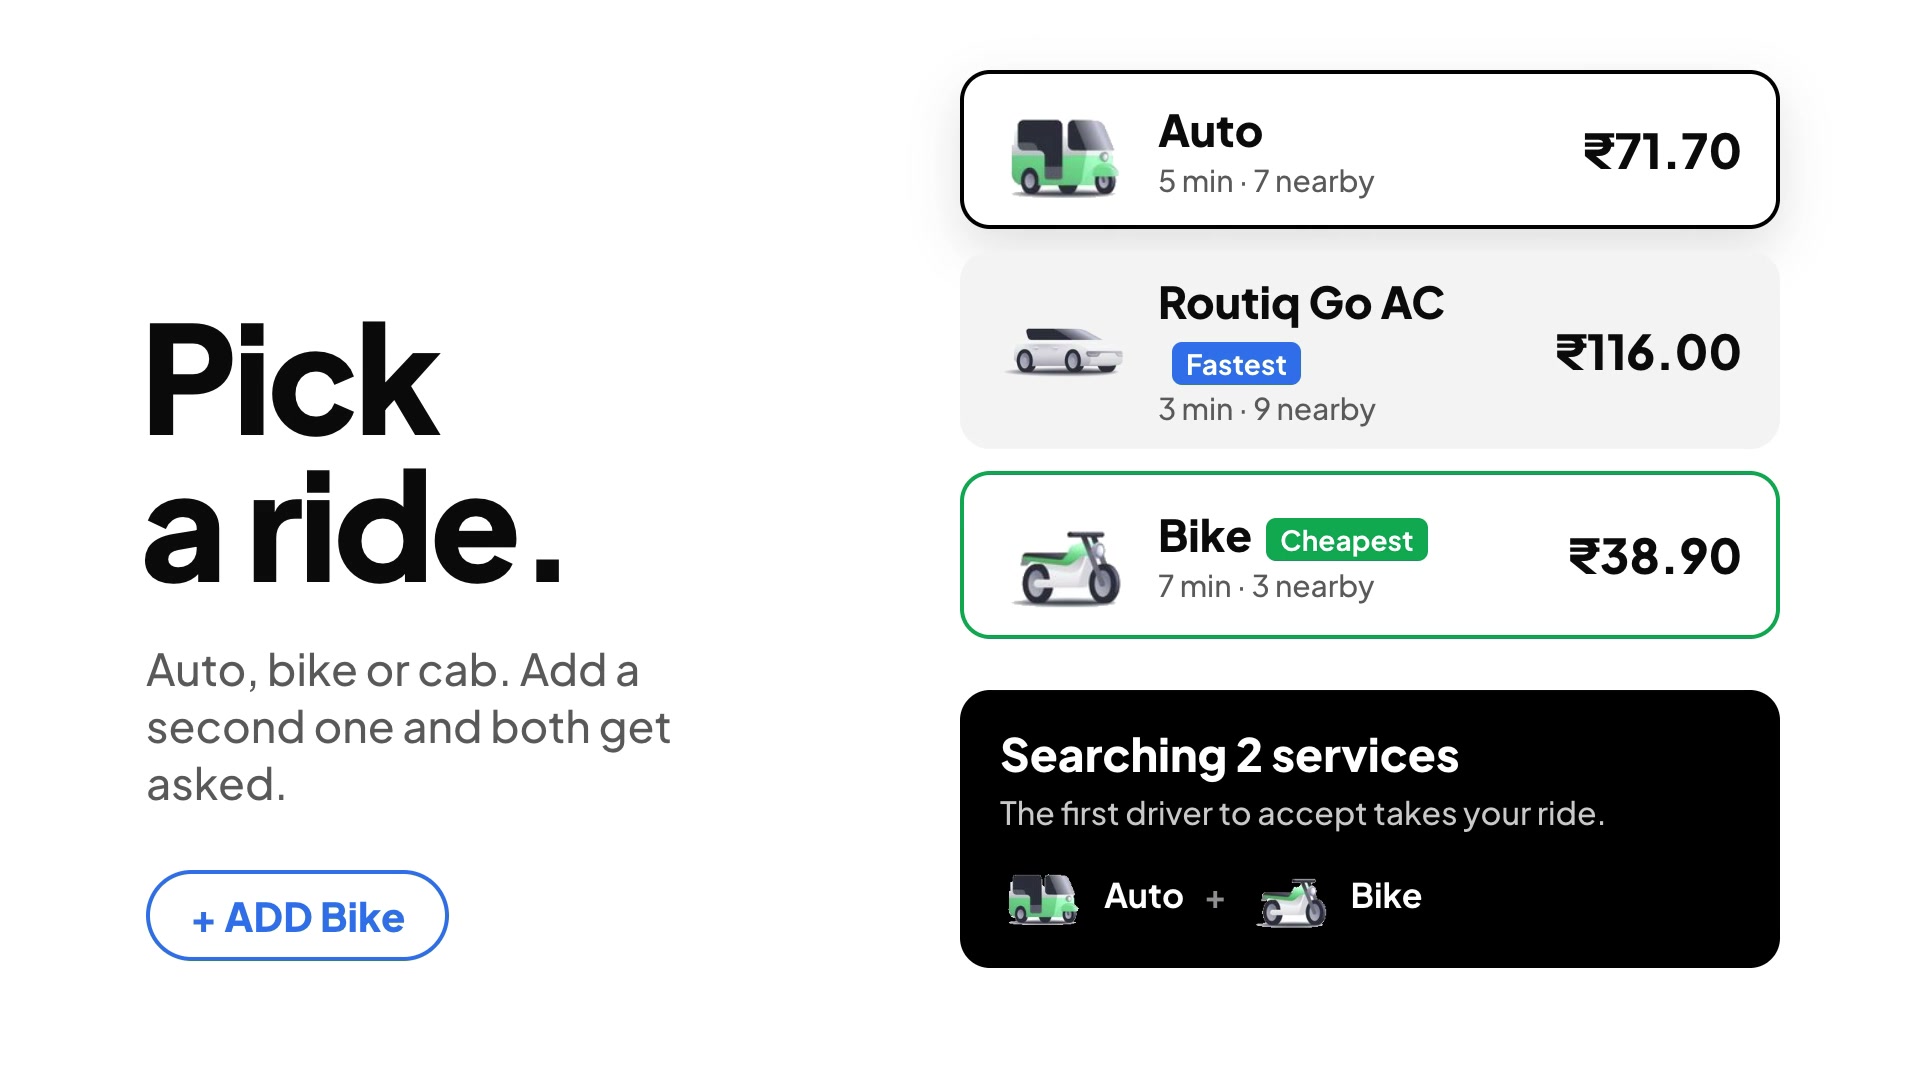 Pick
a ride.
Auto, bike or cab. Add a
second one and both get
asked.
+ ADD Bike
Auto
5 min · 7 nearby
₹71.70
Routiq Go AC
Fastest
3 min · 9 nearby
₹116.00
Bike Cheapest
7 min · 3 nearby
₹38.90
Searching 2 services
The first driver to accept takes your ride.
Auto + Bike